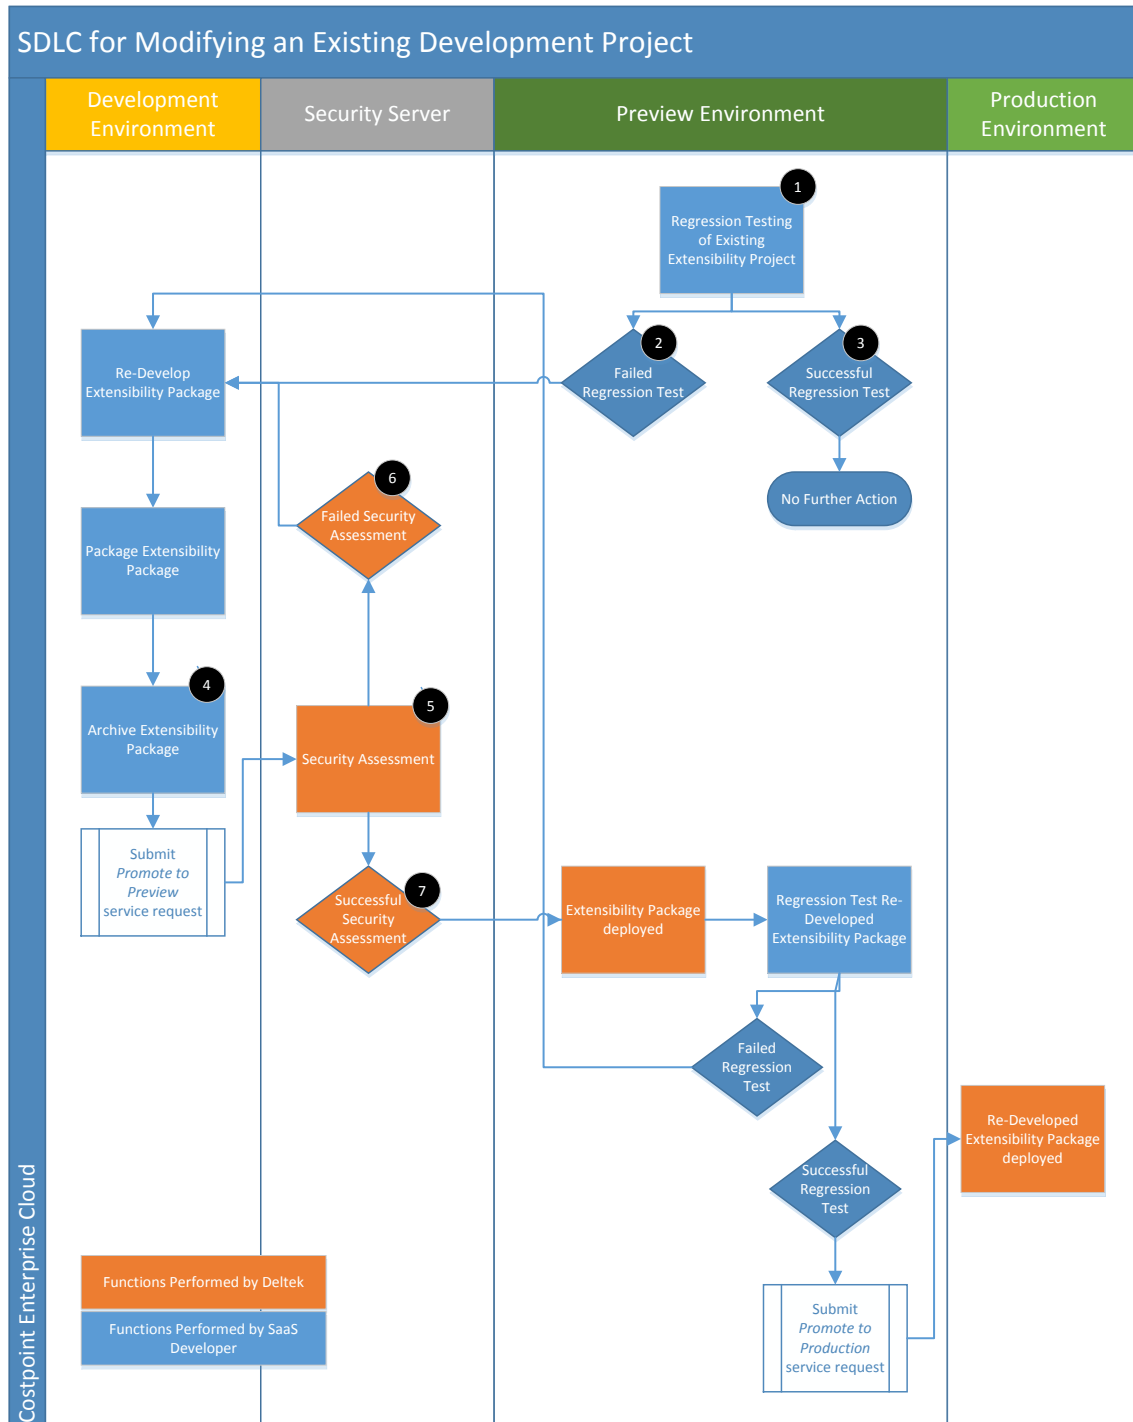 SDLC for Modifying an Existing Development Project
Development
Environment
Security Server
Preview Environment
Production
Environment
1
Regression Testing
of Existing
Extensibility Project
Re-Develop
Extensibility Package
2
Failed
Regression Test
3
Successful
Regression Test
6
Failed Security
Assessment
No Further Action
Package Extensibility
Package
4
Archive Extensibility
Package
5
Security Assessment
Submit
Promote to
Preview
service request
7
Successful
Security
Assessment
Extensibility Package
deployed
Regression Test Re-
Developed
Extensibility Package
Failed
Regression
Test
Re-Developed
Extensibility Package
deployed
Successful
Regression
Test
Submit
Promote to
Production
service request
Functions Performed by Deltek
Functions Performed by SaaS
Developer
Costpoint Enterprise Cloud